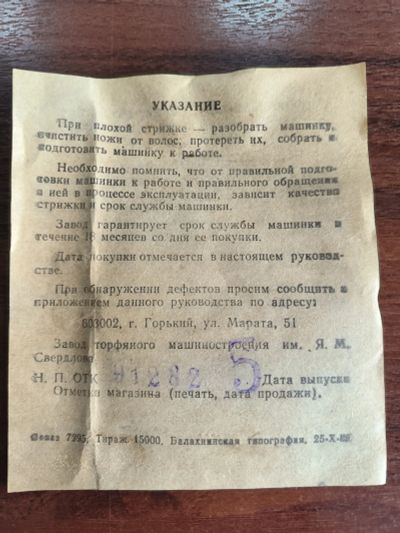 УКАЗАНИЕ
При плохой стрижке — разобрать машинку,
очистить ножи от волос, протереть их, собрать и
подготовить машинку к работе.
Необходимо помнить, что от правильной подго-
товки машинки к работе и правильного обращения
с ней в процессе эксплуатации, зависит качество
стрижки и срок службы машинки.
Завод гарантирует срок службы машинки в
течение 18 месяцев со дня ее покупки.
Дата покупки отмечается в настоящем руковод-
стве.
При обнаружении дефектов просим сообщить с
приложением данного руководства по адресу:
603002, г. Горький, ул. Марата, 51
Завод торфяного машиностроения им. Я. М.
Свердлова
Н. П. ОТК 91282 5 Дата выпуска
Отметка магазина (печать, дата продажи).
Заказ 7295, Тираж 15000, Балахнинская типография, 25-X-